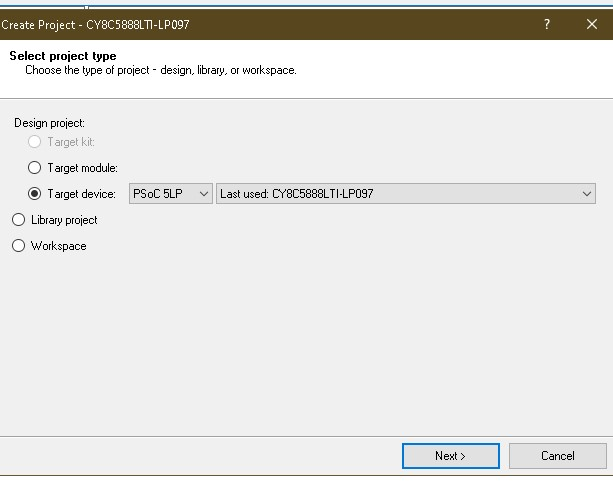 Create Project - CY8C5888LTI-LP097 ?
Select project type
Choose the type of project - design, library, or workspace.
Design project:
Target kit:
Target module:
Target device: PSoC 5LP Last used: CY8C5888LTI-LP097
Library project
Workspace
Next > Cancel